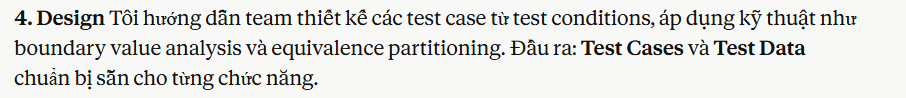 4. Design Tôi hướng dẫn team thiết kế các test case từ test conditions, áp dụng kỹ thuật như
boundary value analysis và equivalence partitioning. Đầu ra: Test Cases và Test Data
chuẩn bị sẵn cho từng chức năng.